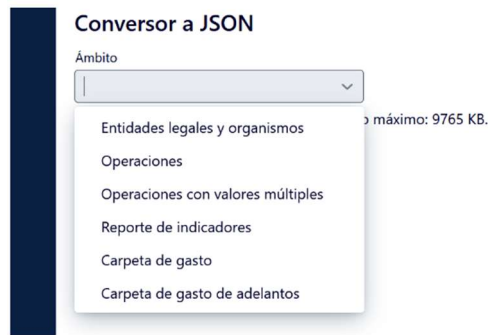 Conversor a JSON
Ámbito
máximo: 9765 KB.
Entidades legales y organismos
Operaciones
Operaciones con valores múltiples
Reporte de indicadores
Carpeta de gasto
Carpeta de gasto de adelantos